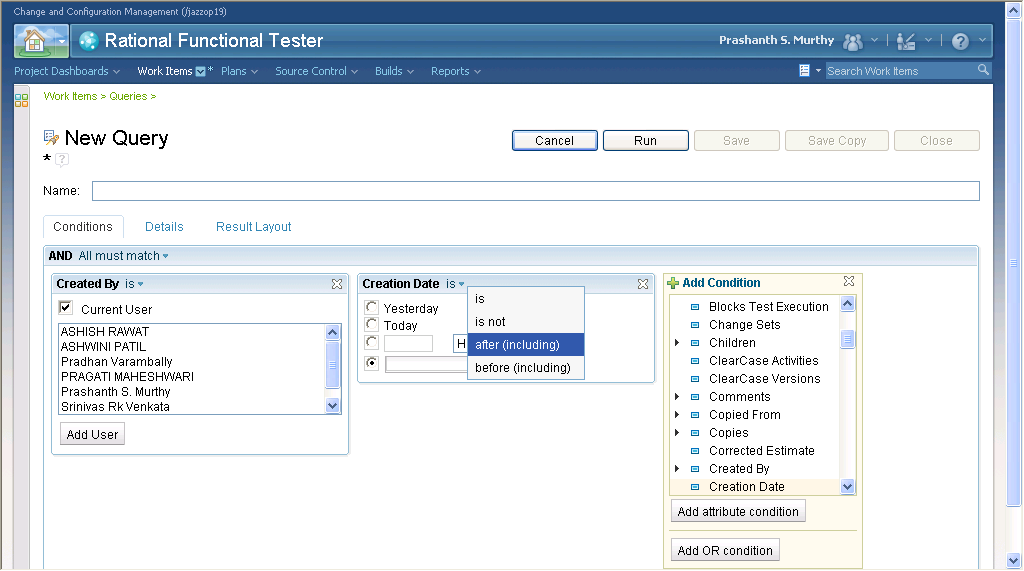 Change and Configuration Management (/jazzop19)
Rational Functional Tester
Prashanth S. Murthy
Project Dashboards Work Items * Plans Source Control Builds Reports
Search Work Items
Work Items > Queries >
New Query
* ?
Cancel Run Save Save Copy Close
Name:
Conditions Details Result Layout
AND All must match
Created By is
Current User
ASHISH RAWAT
ASHWINI PATIL
Pradhan Varambally
PRAGATI MAHESHWARI
Prashanth S. Murthy
Srinivas Rk Venkata
Add User
Creation Date is
Yesterday
Today
H
is
is not
after (including)
before (including)
Add Condition
Blocks Test Execution
Change Sets
Children
ClearCase Activities
ClearCase Versions
Comments
Copied From
Copies
Corrected Estimate
Created By
Creation Date
Add attribute condition
Add OR condition